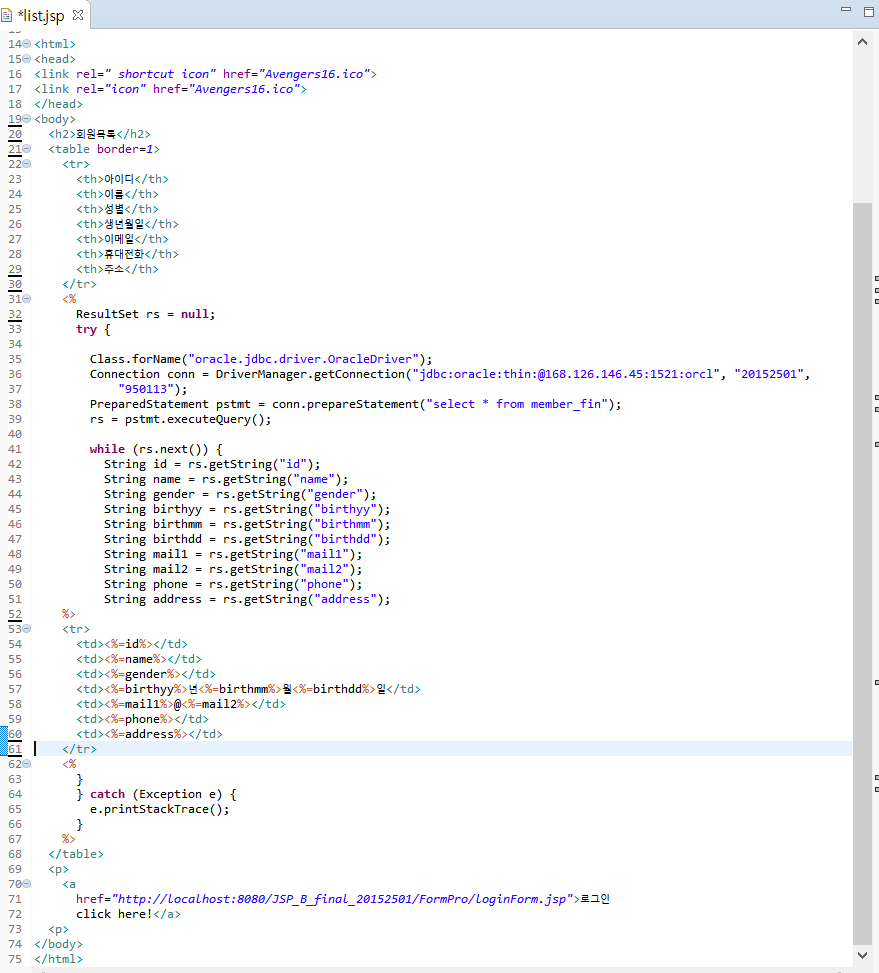 *list.jsp
14 <html>
15 <head>
16 <link rel=" shortcut icon" href="Avengers16.ico">
17 <link rel="icon" href="Avengers16.ico">
18 </head>
19 <body>
20 <h2>회원목록</h2>
21 <table border=1>
22 <tr>
23 <th>아이디</th>
24 <th>이름</th>
25 <th>성별</th>
26 <th>생년월일</th>
27 <th>이메일</th>
28 <th>휴대전화</th>
29 <th>주소</th>
30 </tr>
31 <%
32 ResultSet rs = null;
33 try {
34
35 Class.forName("oracle.jdbc.driver.OracleDriver");
36 Connection conn = DriverManager.getConnection("jdbc:oracle:thin:@168.126.146.45:1521:orcl", "20152501",
37 "950113");
38 PreparedStatement pstmt = conn.prepareStatement("select * from member_fin");
39 rs = pstmt.executeQuery();
40
41 while (rs.next()) {
42 String id = rs.getString("id");
43 String name = rs.getString("name");
44 String gender = rs.getString("gender");
45 String birthyy = rs.getString("birthyy");
46 String birthmm = rs.getString("birthmm");
47 String birthdd = rs.getString("birthdd");
48 String mail1 = rs.getString("mail1");
49 String mail2 = rs.getString("mail2");
50 String phone = rs.getString("phone");
51 String address = rs.getString("address");
52 %>
53 <tr>
54 <td><%=id%></td>
55 <td><%=name%></td>
56 <td><%=gender%></td>
57 <td><%=birthyy%>년<%=birthmm%>월<%=birthdd%>일</td>
58 <td><%=mail1%>@<%=mail2%></td>
59 <td><%=phone%></td>
60 <td><%=address%></td>
61 </tr>
62 <%
63 }
64 } catch (Exception e) {
65 e.printStackTrace();
66 }
67 %>
68 </table>
69 <p>
70 <a
71 href="http://localhost:8080/JSP_B_final_20152501/FormPro/loginForm.jsp">로그인
72 click here!</a>
73 <p>
74 </body>
75 </html>